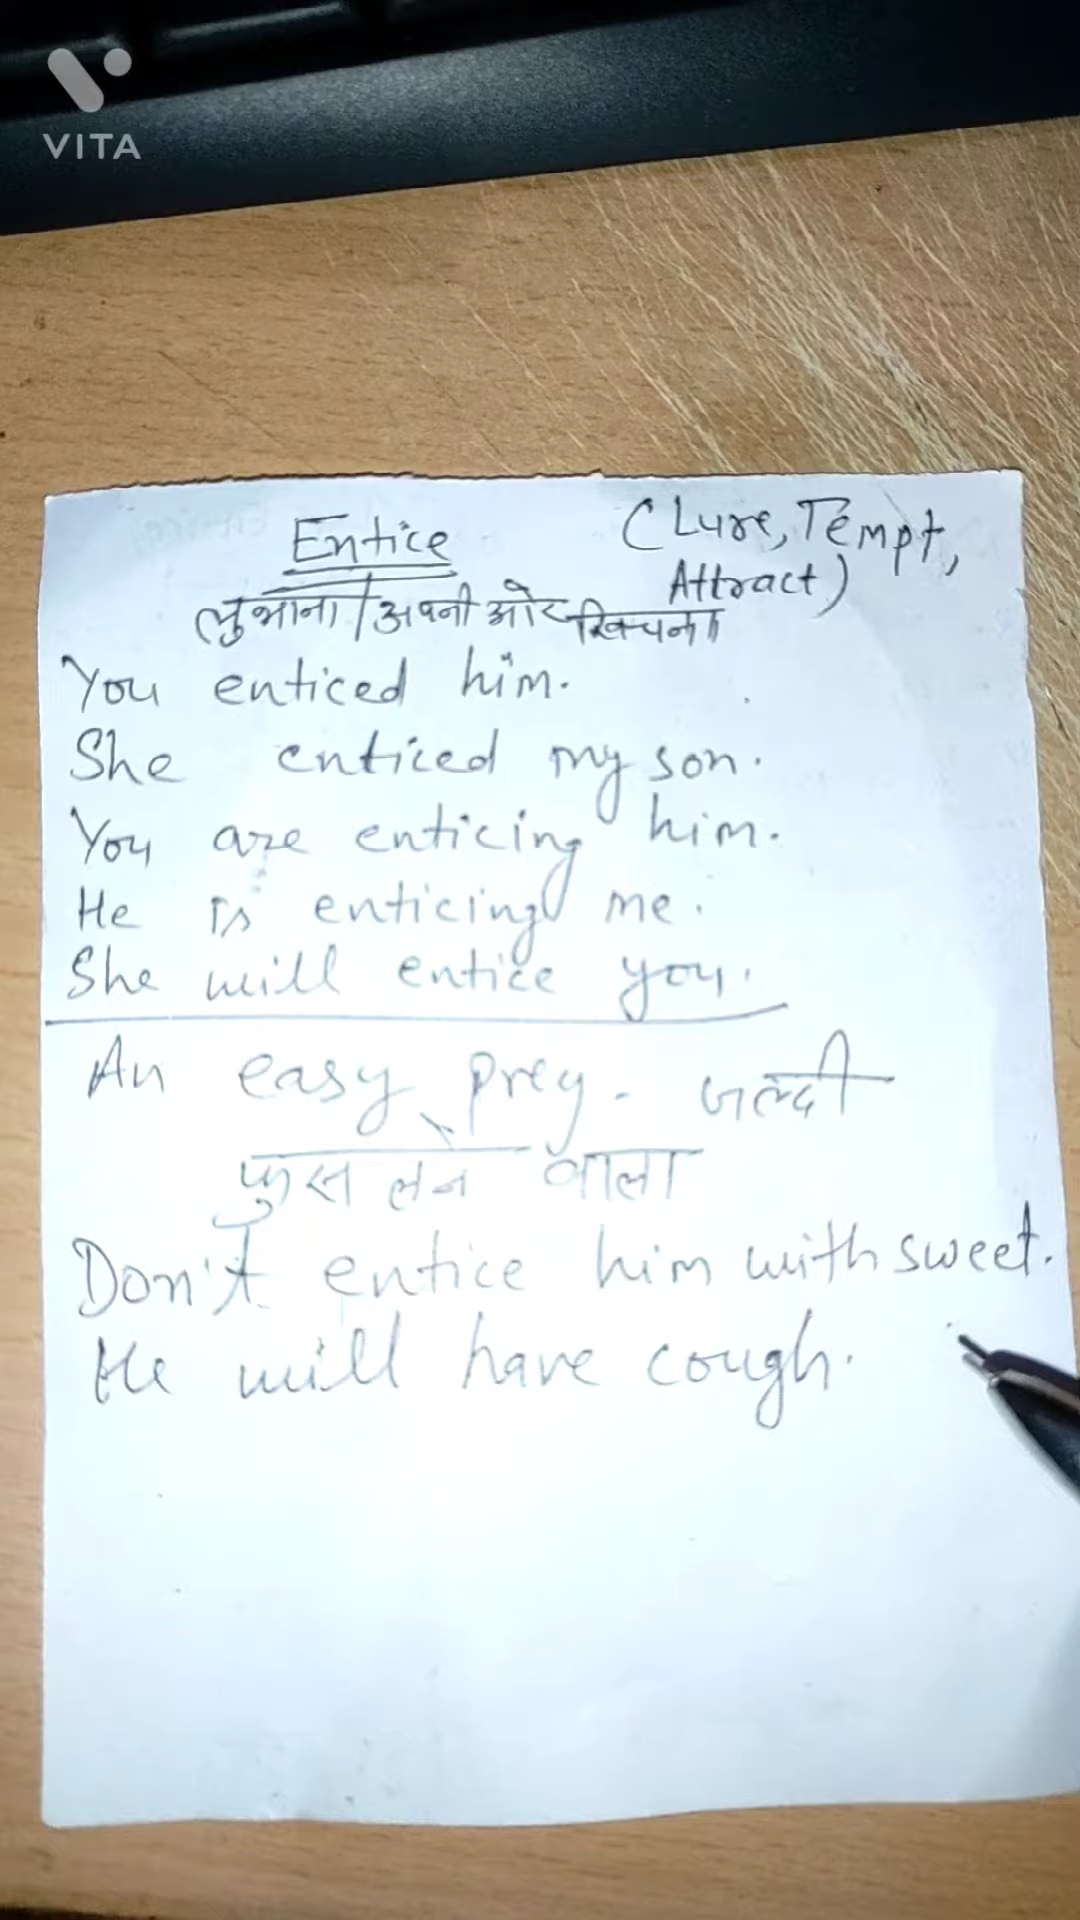 VITA
Entice (Lure, Tempt,
Attract)
लुभाना/अपनी ओर खिचना
You enticed him.
She enticed my son.
You are enticing him.
He is enticing me.
She will entice you.
An easy prey - जल्दी
फुसलने वाला
Don't entice him with sweet.
He will have cough.